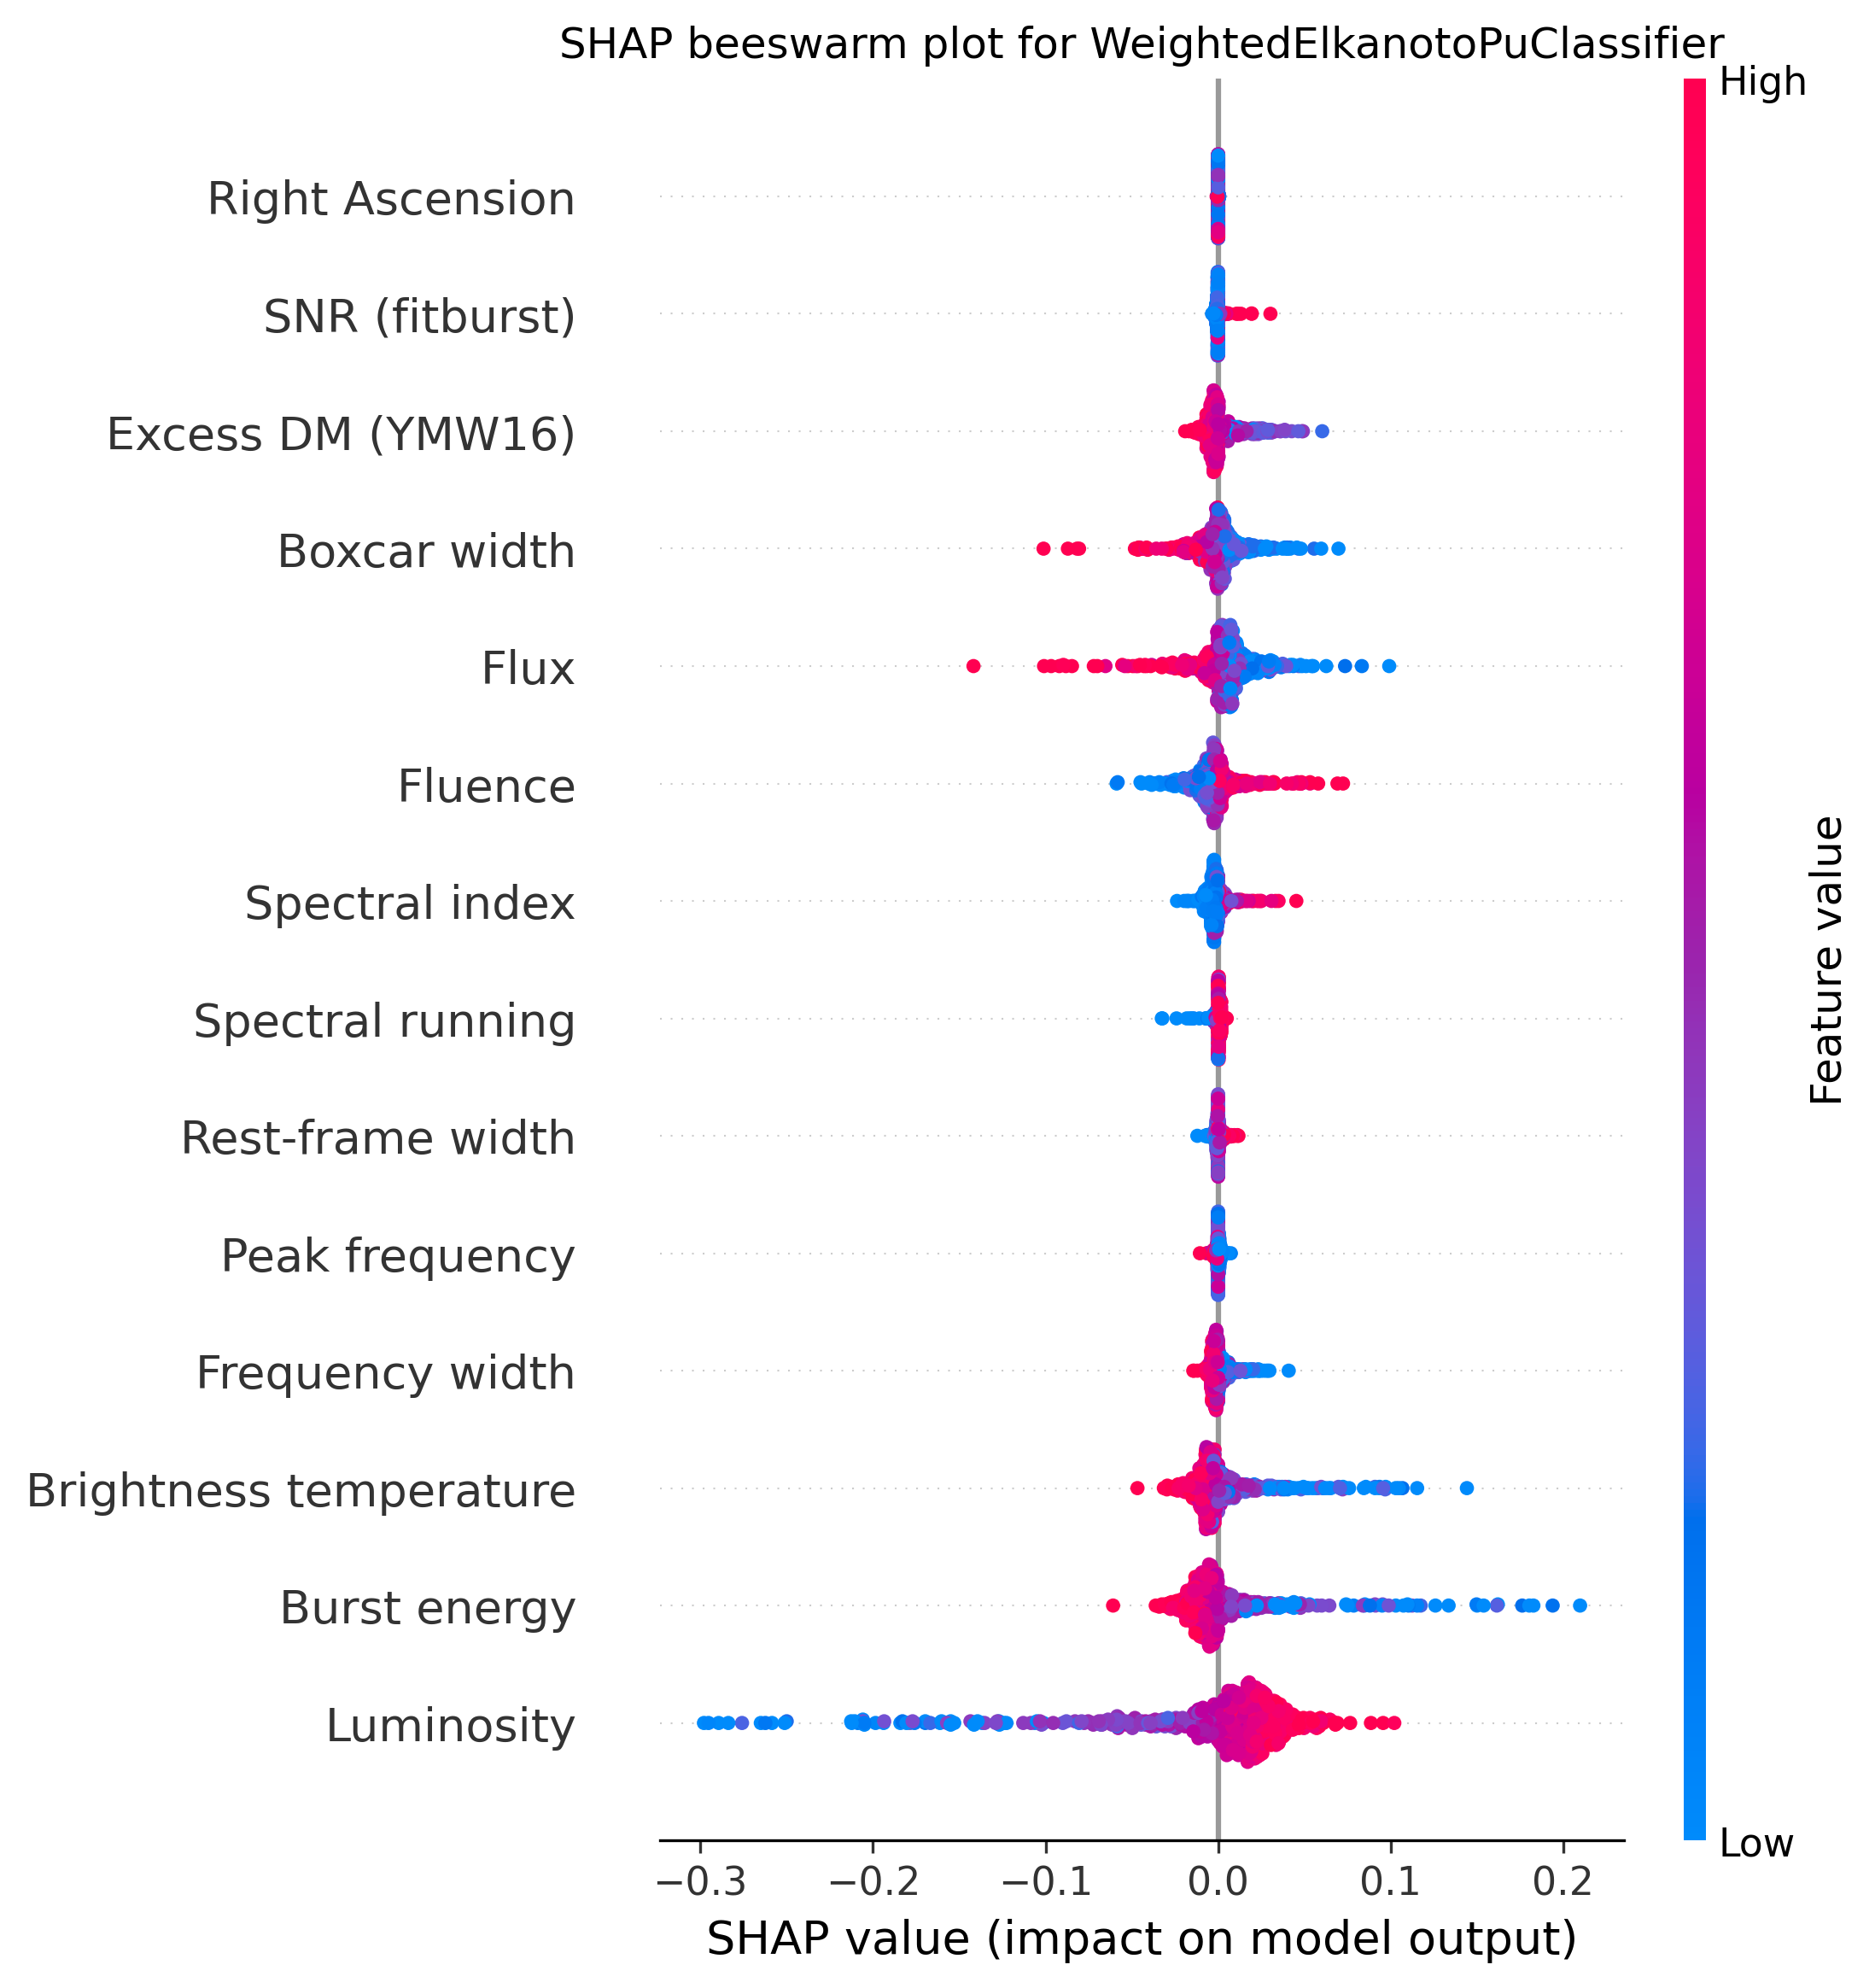 SHAP beeswarm plot for WeightedElkanotoPuClassifier
High
Right Ascension
SNR (fitburst)
Excess DM (YMW16)
Boxcar width
Flux
Fluence
Spectral index
Spectral running
Rest-frame width
Peak frequency
Frequency width
Brightness temperature
Burst energy
Luminosity
Feature value
Low
−0.3 −0.2 −0.1 0.0 0.1 0.2
SHAP value (impact on model output)